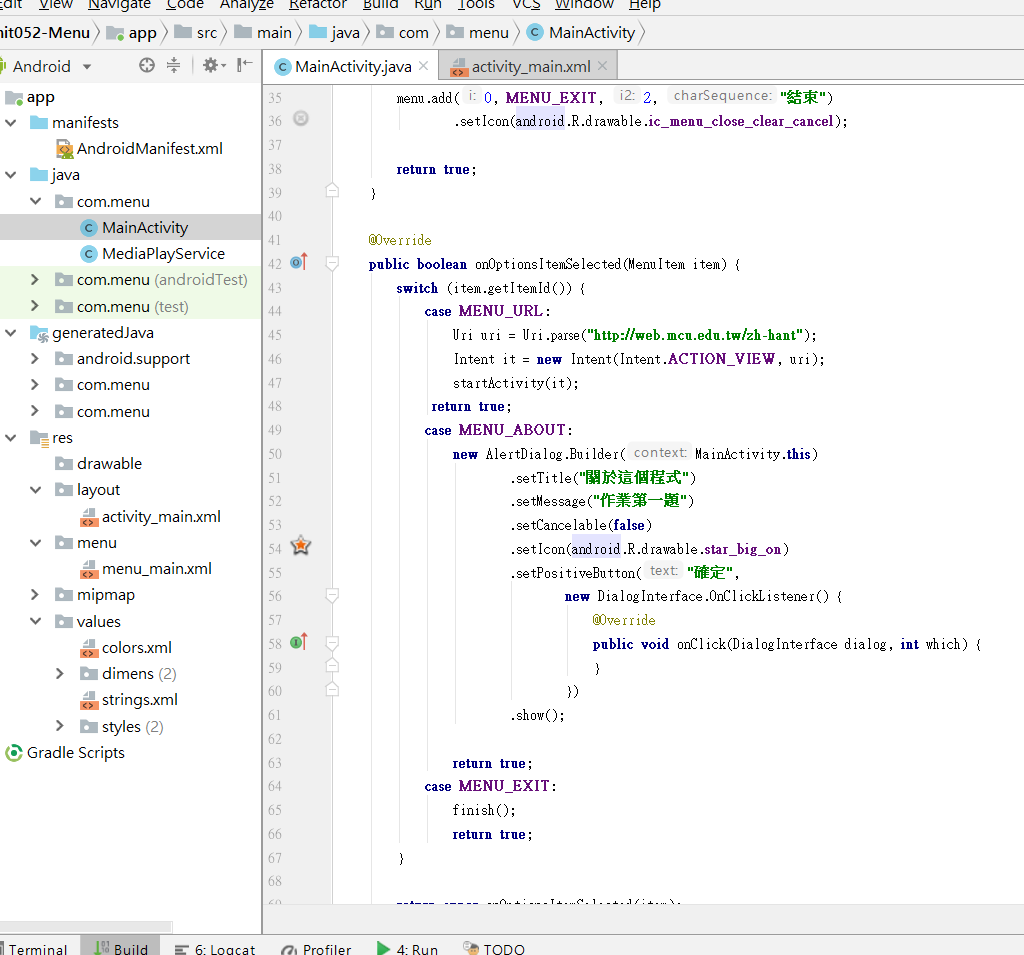 Edit View Navigate Code Analyze Refactor Build Run Tools VCS Window Help
nit052-Menu app src main java com menu MainActivity
Android
MainActivity.java
activity_main.xml
app
manifests
AndroidManifest.xml
java
com.menu
MainActivity
MediaPlayService
com.menu (androidTest)
com.menu (test)
generatedJava
android.support
com.menu
com.menu
res
drawable
layout
activity_main.xml
menu
menu_main.xml
mipmap
values
colors.xml
dimens (2)
strings.xml
styles (2)
Gradle Scripts
35 menu.add( i: 0, MENU_EXIT, i2: 2, charSequence: "結束")
36 .setIcon(android.R.drawable.ic_menu_close_clear_cancel);
37
38 return true;
39 }
40
41 @Override
42 public boolean onOptionsItemSelected(MenuItem item) {
43 switch (item.getItemId()) {
44 case MENU_URL:
45 Uri uri = Uri.parse("http://web.mcu.edu.tw/zh-hant");
46 Intent it = new Intent(Intent.ACTION_VIEW, uri);
47 startActivity(it);
48 return true;
49 case MENU_ABOUT:
50 new AlertDialog.Builder( context: MainActivity.this)
51 .setTitle("關於這個程式")
52 .setMessage("作業第一題")
53 .setCancelable(false)
54 .setIcon(android.R.drawable.star_big_on)
55 .setPositiveButton( text: "確定",
56 new DialogInterface.OnClickListener() {
57 @Override
58 public void onClick(DialogInterface dialog, int which) {
59 }
60 })
61 .show();
62
63 return true;
64 case MENU_EXIT:
65 finish();
66 return true;
67 }
68
69 return super.onOptionsItemSelected(item);
Terminal Build 6: Logcat Profiler 4: Run TODO